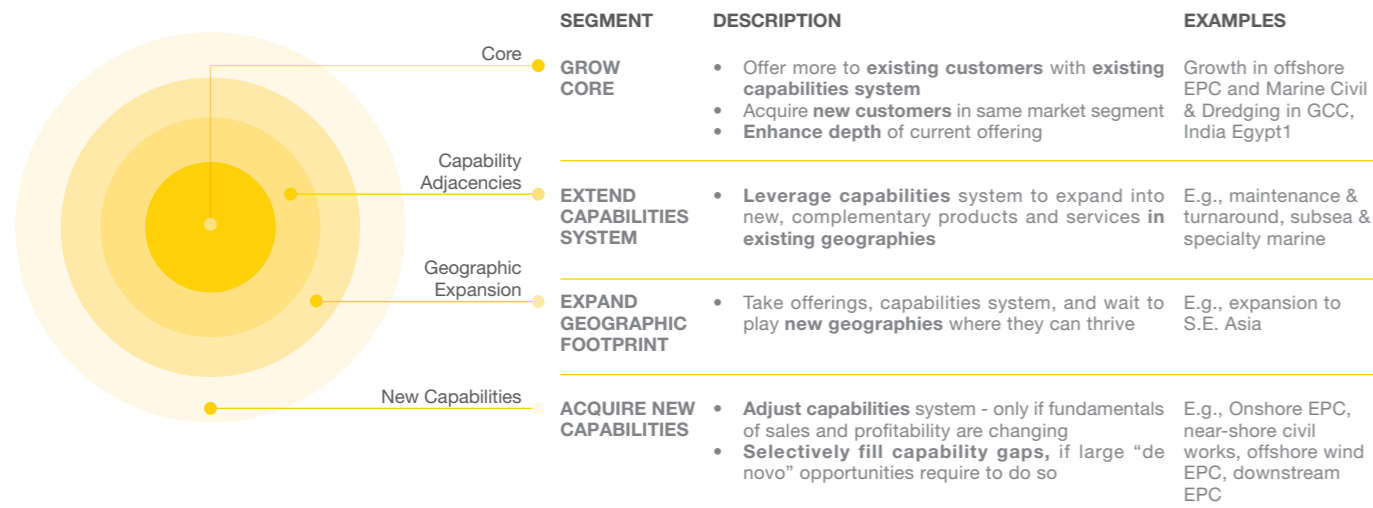 SEGMENT
DESCRIPTION
EXAMPLES
Core
GROW
CORE
• Offer more to existing customers with existing
capabilities system
• Acquire new customers in same market segment
• Enhance depth of current offering
Growth in offshore
EPC and Marine Civil
& Dredging in GCC,
India Egypt1
Capability
Adjacencies
EXTEND
CAPABILITIES
SYSTEM
• Leverage capabilities system to expand into
new, complementary products and services in
existing geographies
E.g., maintenance &
turnaround, subsea &
specialty marine
Geographic
Expansion
EXPAND
GEOGRAPHIC
FOOTPRINT
• Take offerings, capabilities system, and wait to
play new geographies where they can thrive
E.g., expansion to
S.E. Asia
New Capabilities
ACQUIRE NEW
CAPABILITIES
• Adjust capabilities system - only if fundamentals
of sales and profitability are changing
• Selectively fill capability gaps, if large “de
novo” opportunities require to do so
E.g., Onshore EPC,
near-shore civil
works, offshore wind
EPC, downstream
EPC